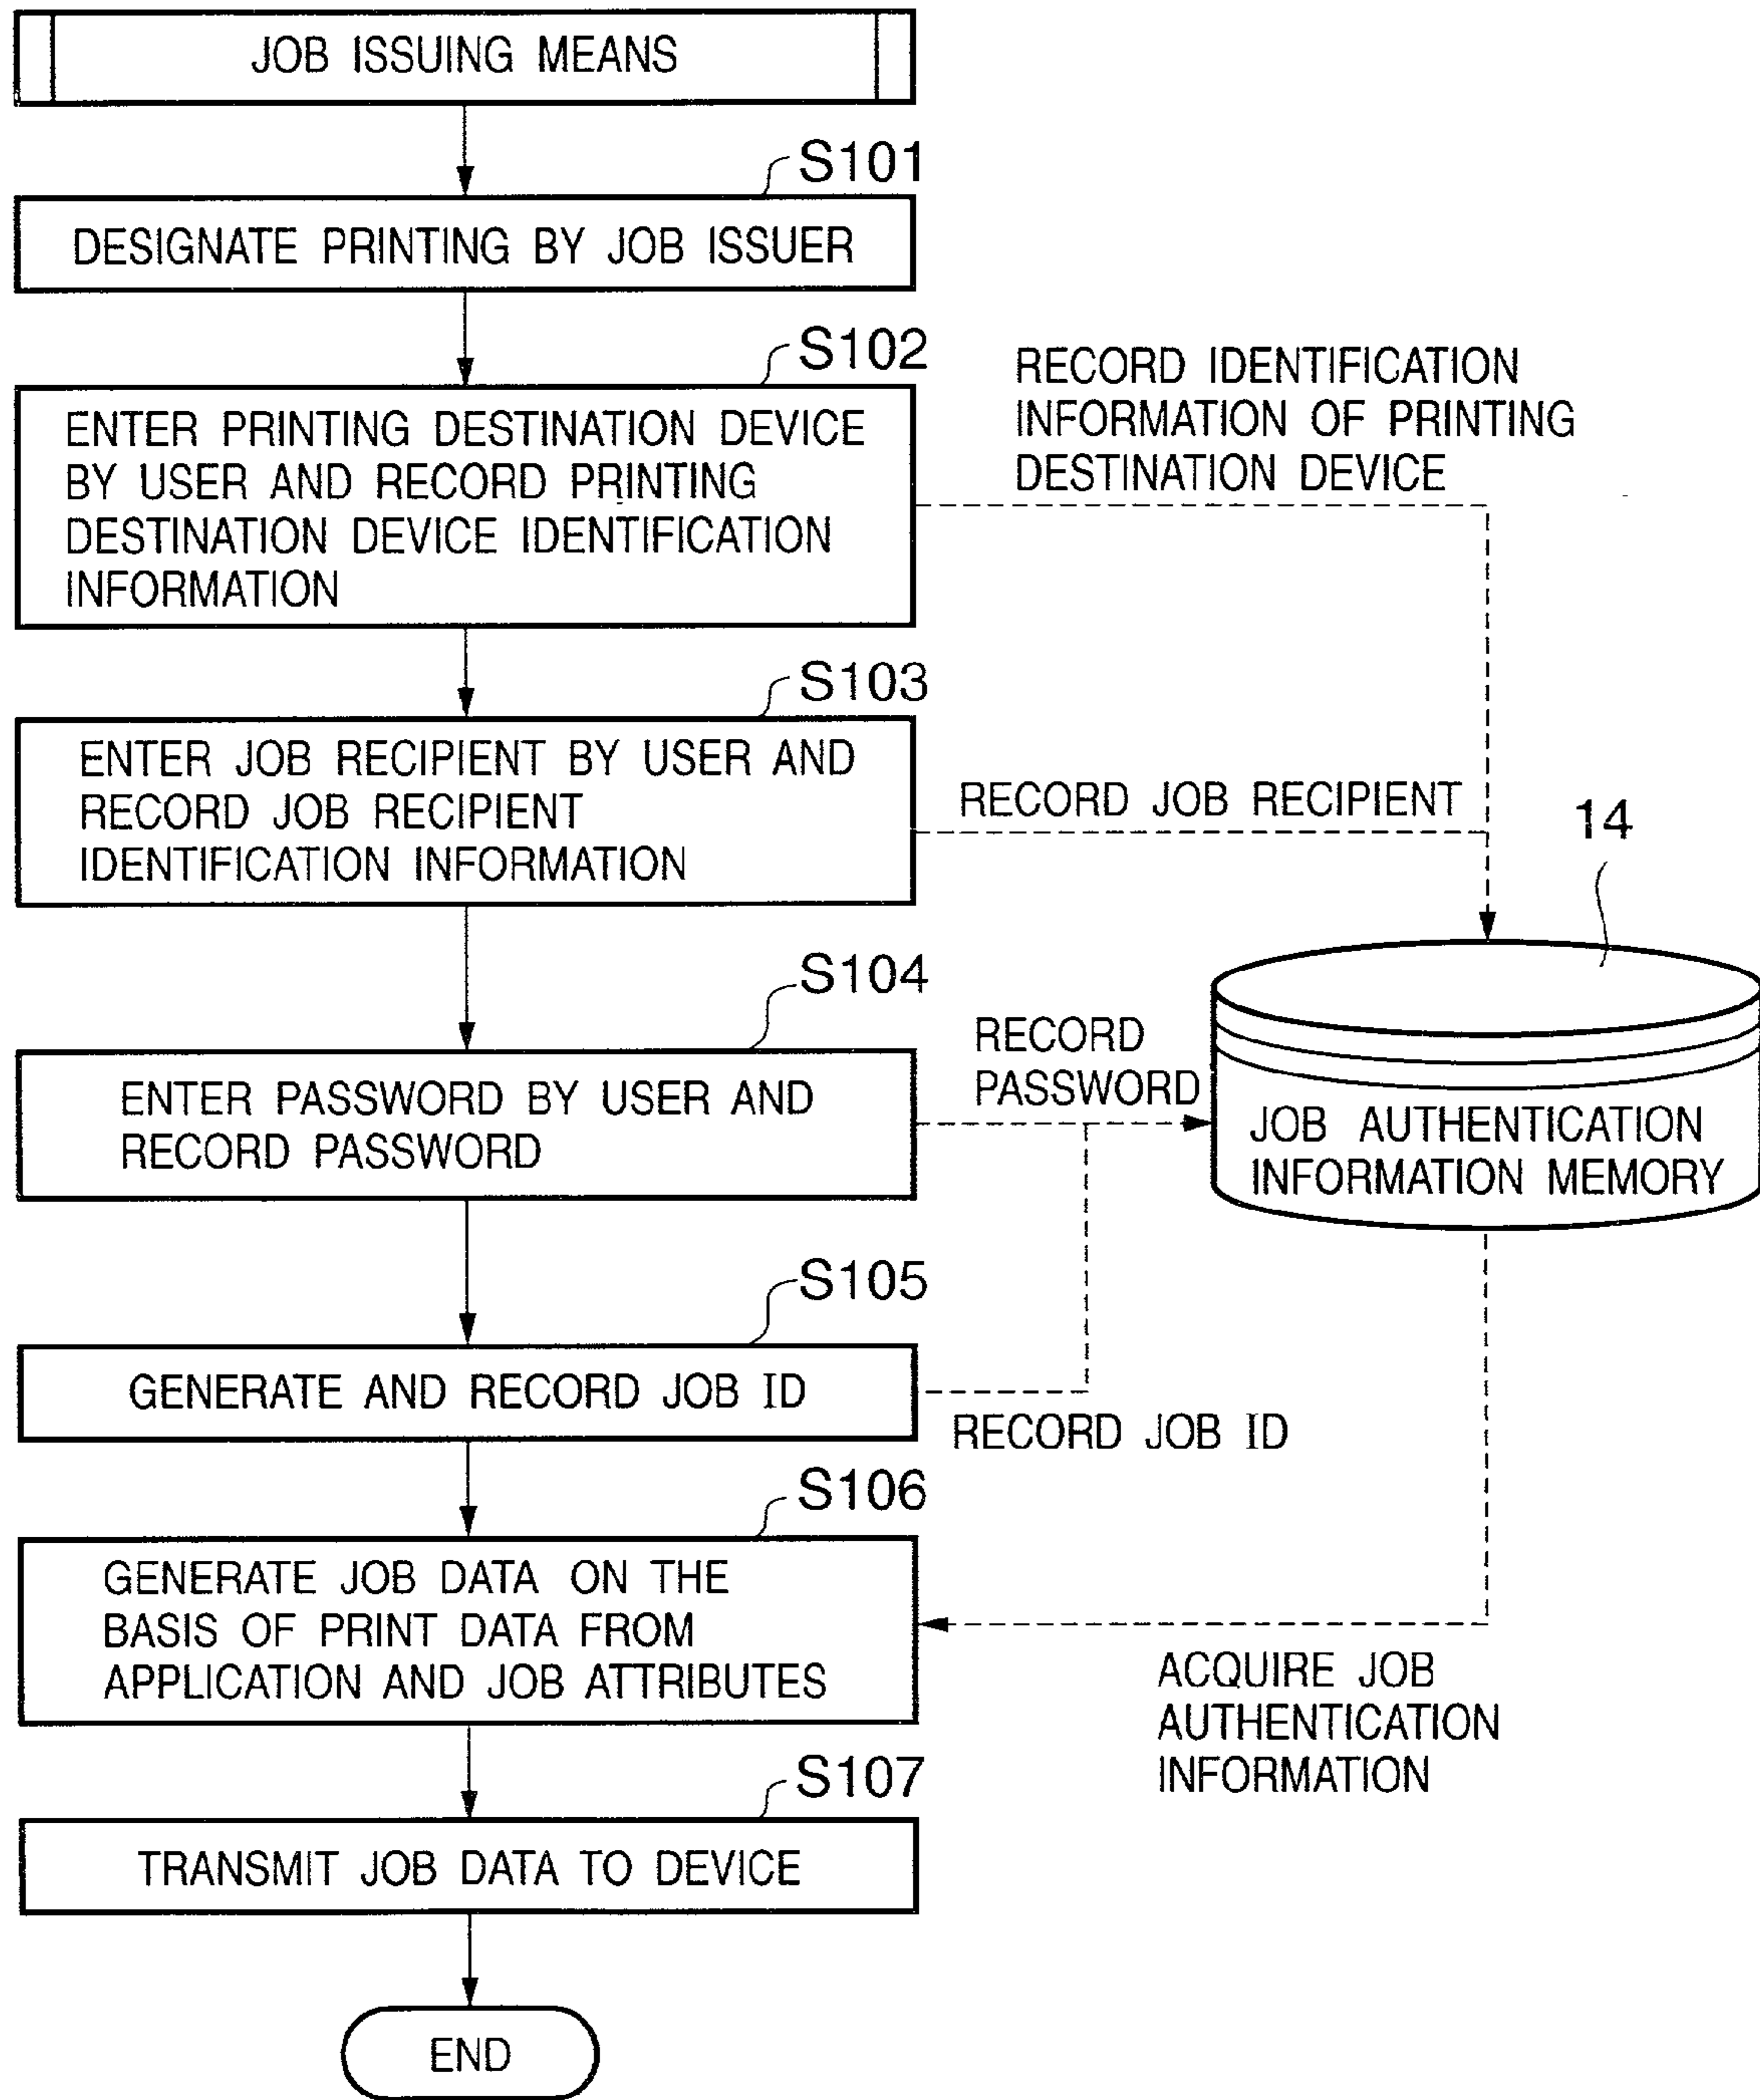 JOB ISSUING MEANS
S101
DESIGNATE PRINTING BY JOB ISSUER
S102
ENTER PRINTING DESTINATION DEVICE
BY USER AND RECORD PRINTING
DESTINATION DEVICE IDENTIFICATION
INFORMATION
RECORD IDENTIFICATION
INFORMATION OF PRINTING
DESTINATION DEVICE
S103
ENTER JOB RECIPIENT BY USER AND
RECORD JOB RECIPIENT
IDENTIFICATION INFORMATION
RECORD JOB RECIPIENT
14
S104
ENTER PASSWORD BY USER AND
RECORD PASSWORD
RECORD
PASSWORD
JOB AUTHENTICATION
INFORMATION MEMORY
S105
GENERATE AND RECORD JOB ID
RECORD JOB ID
S106
GENERATE JOB DATA ON THE
BASIS OF PRINT DATA FROM
APPLICATION AND JOB ATTRIBUTES
ACQUIRE JOB
AUTHENTICATION
INFORMATION
S107
TRANSMIT JOB DATA TO DEVICE
END